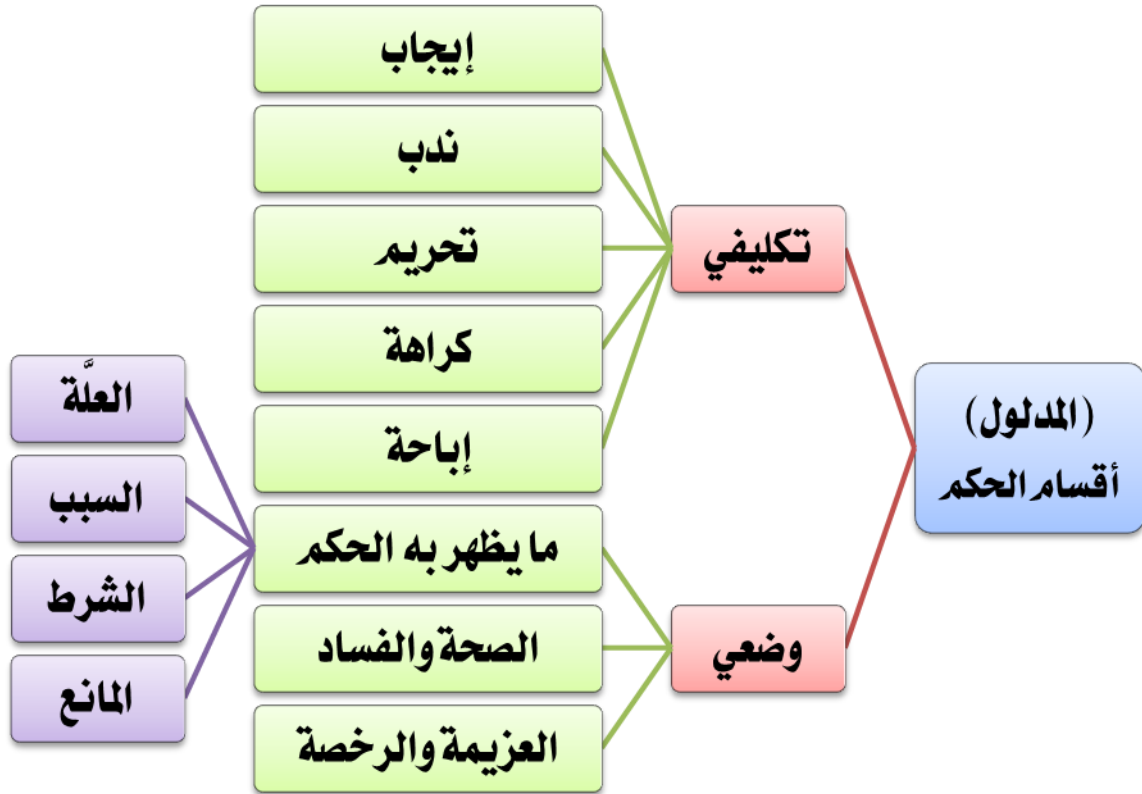 (المدلول)
أقسام الحكم
تكليفي
إيجاب
ندب
تحريم
كراهة
إباحة
وضعي
ما يظهر به الحكم
العلَّة
السبب
الشرط
المانع
الصحة والفساد
العزيمة والرخصة